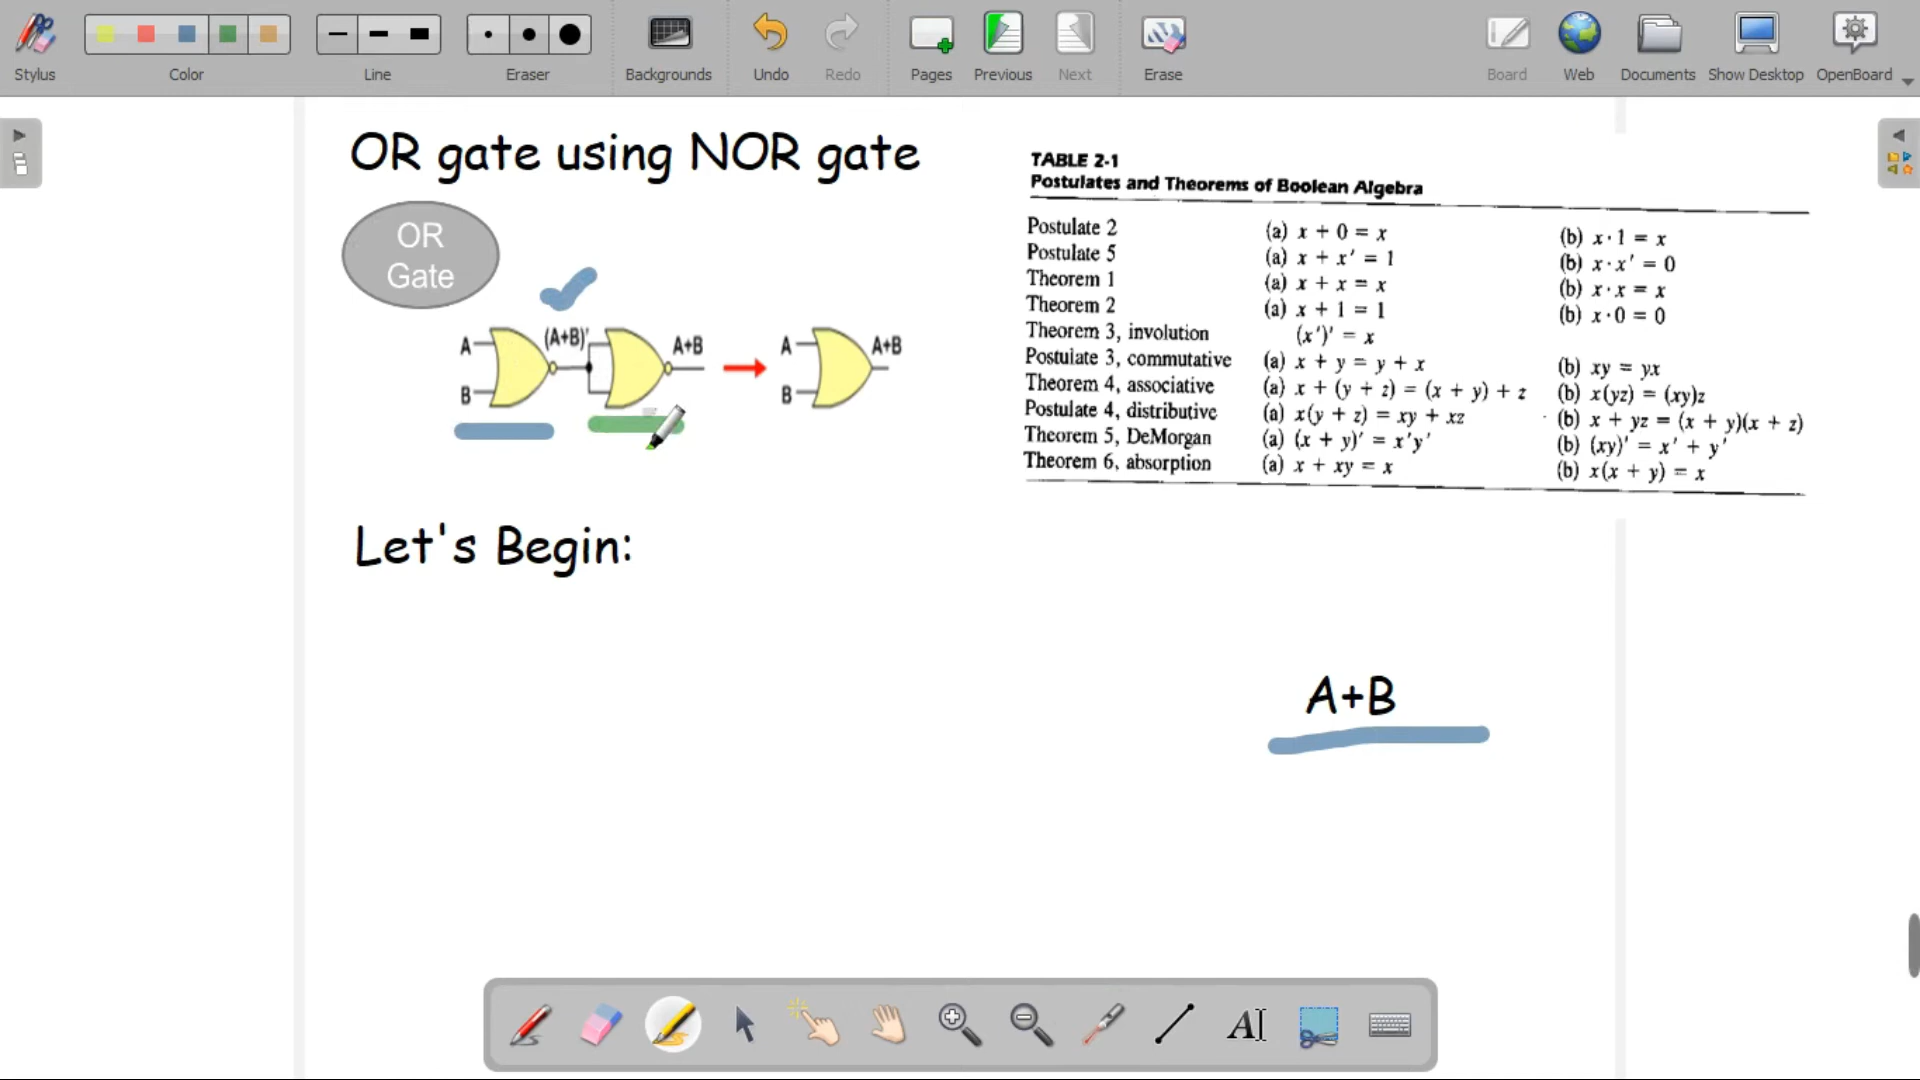 Stylus
Color
Line
Eraser
Backgrounds
Undo
Redo
Pages
Previous
Next
Erase
Board
Web
Documents
Show Desktop
OpenBoard
OR gate using NOR gate
OR
Gate
A
B
(A+B)'
A+B
A
B
A+B
TABLE 2-1
Postulates and Theorems of Boolean Algebra
Postulate 2 (a) x + 0 = x (b) x · 1 = x
Postulate 5 (a) x + x' = 1 (b) x · x' = 0
Theorem 1 (a) x + x = x (b) x · x = x
Theorem 2 (a) x + 1 = 1 (b) x · 0 = 0
Theorem 3, involution (x')' = x
Postulate 3, commutative (a) x + y = y + x (b) xy = yx
Theorem 4, associative (a) x + (y + z) = (x + y) + z (b) x(yz) = (xy)z
Postulate 4, distributive (a) x(y + z) = xy + xz (b) x + yz = (x + y)(x + z)
Theorem 5, DeMorgan (a) (x + y)' = x'y' (b) (xy)' = x' + y'
Theorem 6, absorption (a) x + xy = x (b) x(x + y) = x
Let's Begin:
A+B